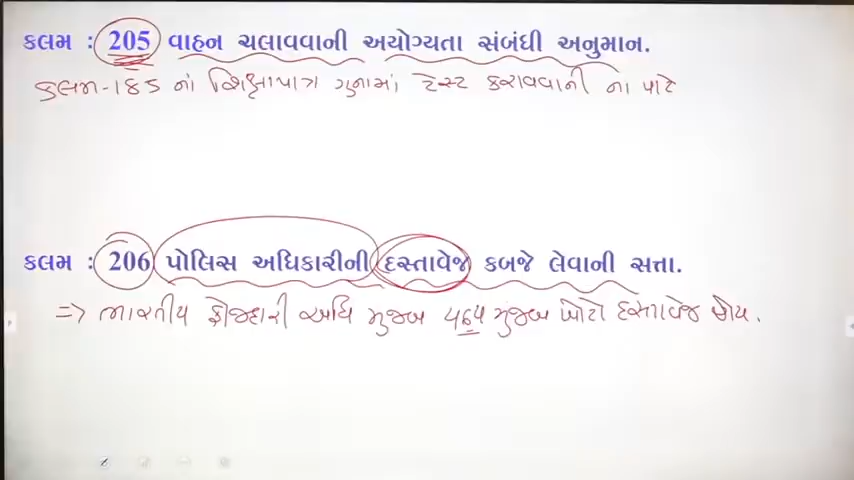 કલમ : 205 વાહન ચલાવવાની અયોગ્યતા સંબંધી અનુમાન.
કલમ-185 નાં શિક્ષાપાત્ર ગુનામાં ટેસ્ટ કરાવવાની ના પાટે
કલમ : 206 પોલિસ અધિકારીની દસ્તાવેજ કબજે લેવાની સત્તા.
=> ભારતીય ફોજદારી અધિ મુજબ 464 મુજબ ખોટો દસ્તાવેજ હોય.